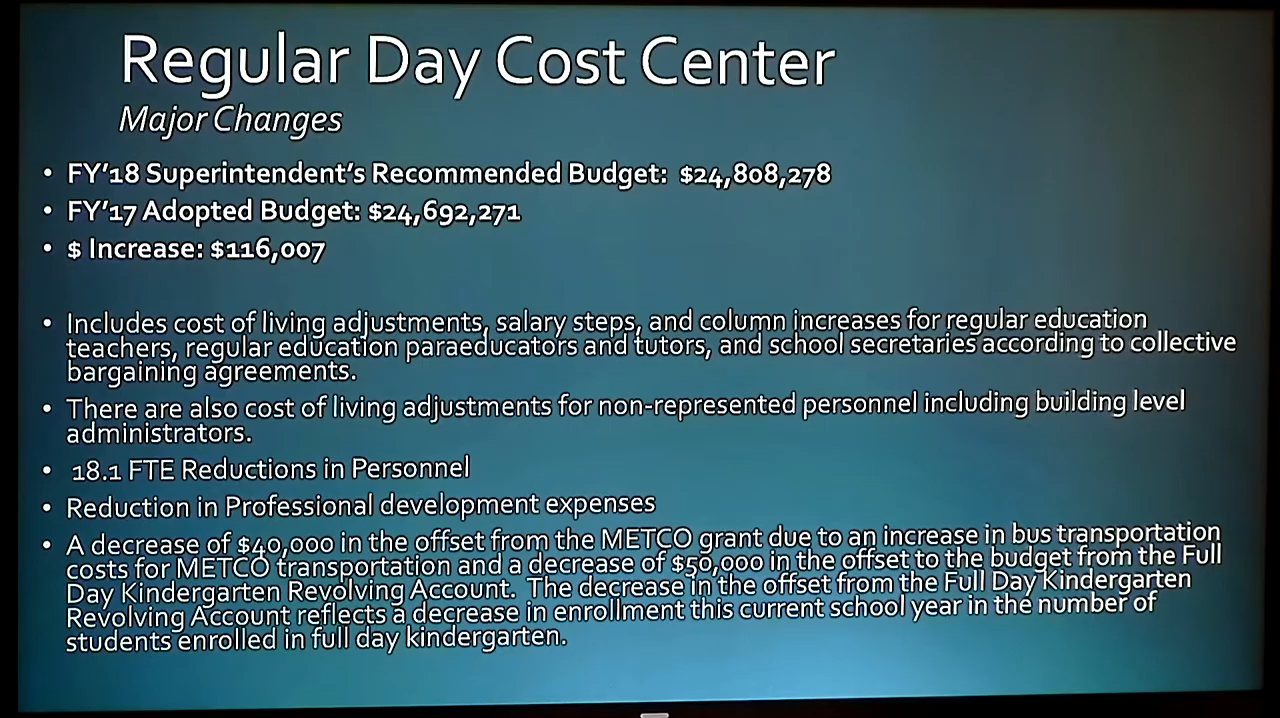 Regular Day Cost Center
Major Changes
• FY'18 Superintendent's Recommended Budget: $24,808,278
• FY'17 Adopted Budget: $24,692,271
• $ Increase: $116,007
• Includes cost of living adjustments, salary steps, and column increases for regular education
teachers, regular education paraeducators and tutors, and school secretaries according to collective
bargaining agreements.
• There are also cost of living adjustments for non-represented personnel including building level
administrators.
• 18.1 FTE Reductions in Personnel
• Reduction in Professional development expenses
• A decrease of $40,000 in the offset from the METCO grant due to an increase in bus transportation
costs for METCO transportation and a decrease of $50,000 in the offset to the budget from the Full
Day Kindergarten Revolving Account. The decrease in the offset from the Full Day Kindergarten
Revolving Account reflects a decrease in enrollment this current school year in the number of
students enrolled in full day kindergarten.